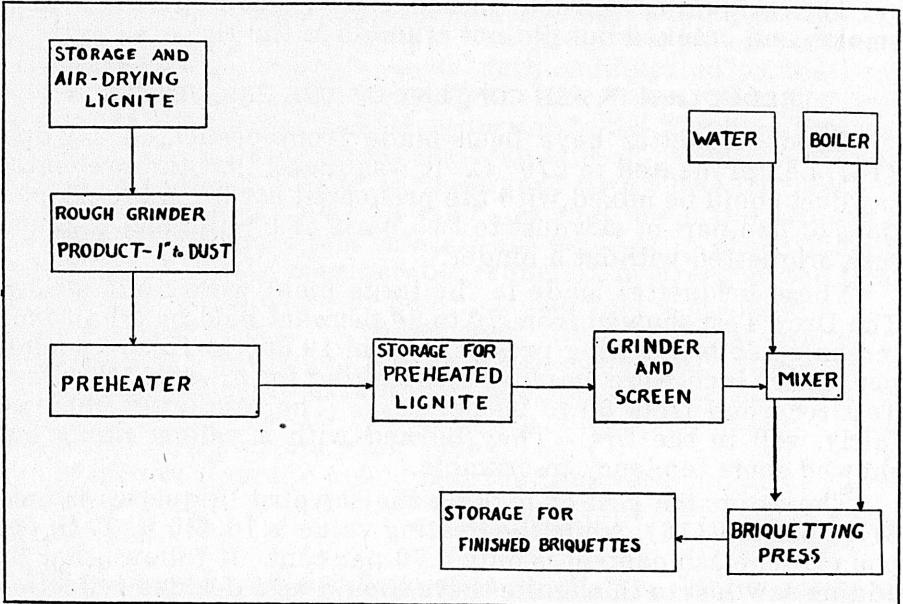 STORAGE AND
AIR-DRYING
LIGNITE
WATER
BOILER
ROUGH GRINDER
PRODUCT-1" to DUST
PREHEATER
STORAGE FOR
PREHEATED
LIGNITE
GRINDER
AND
SCREEN
MIXER
STORAGE FOR
FINISHED BRIQUETTES
BRIQUETTING
PRESS